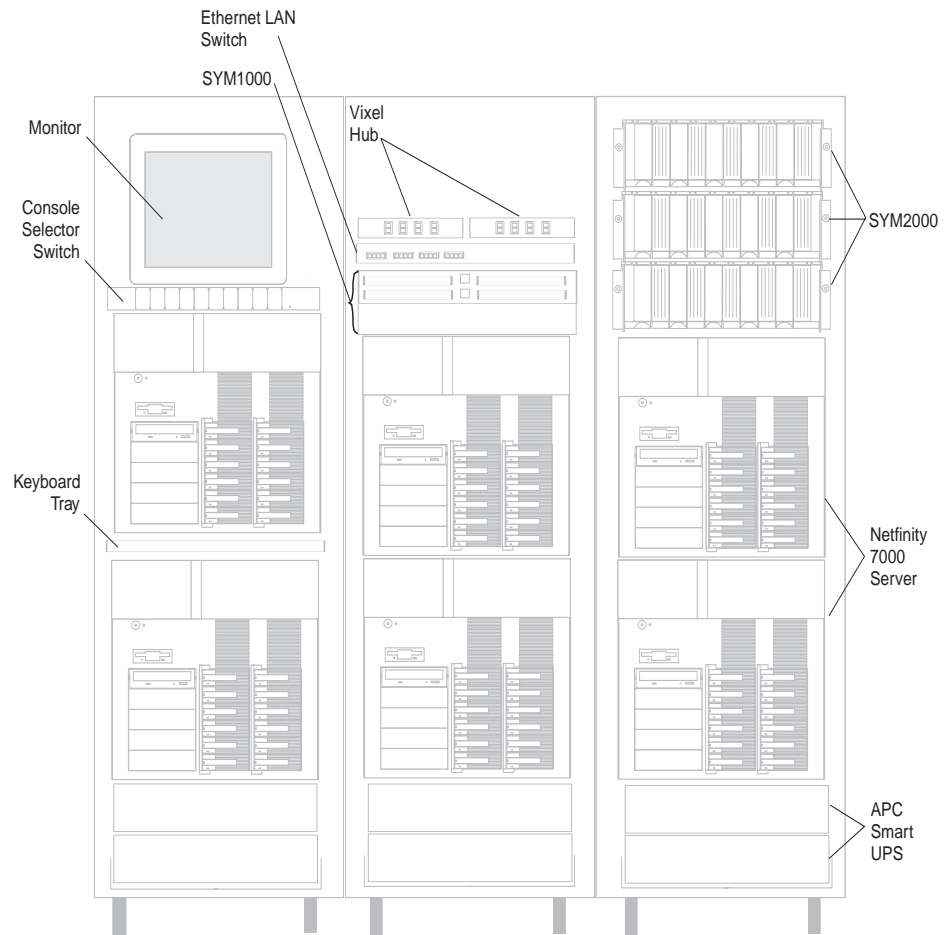 Ethernet LAN
Switch
SYM1000
Monitor
Vixel
Hub
Console
Selector
Switch
SYM2000
Keyboard
Tray
Netfinity
7000
Server
APC
Smart
UPS